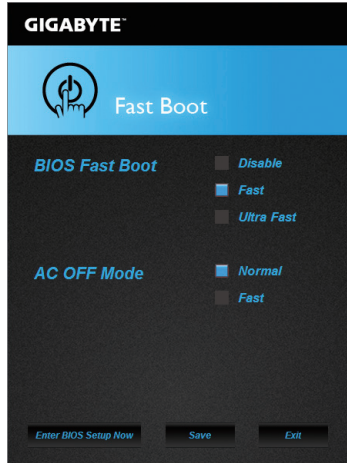 GIGABYTE™
Fast Boot
BIOS Fast Boot
Disable
Fast
Ultra Fast
AC OFF Mode
Normal
Fast
Enter BIOS Setup Now
Save
Exit